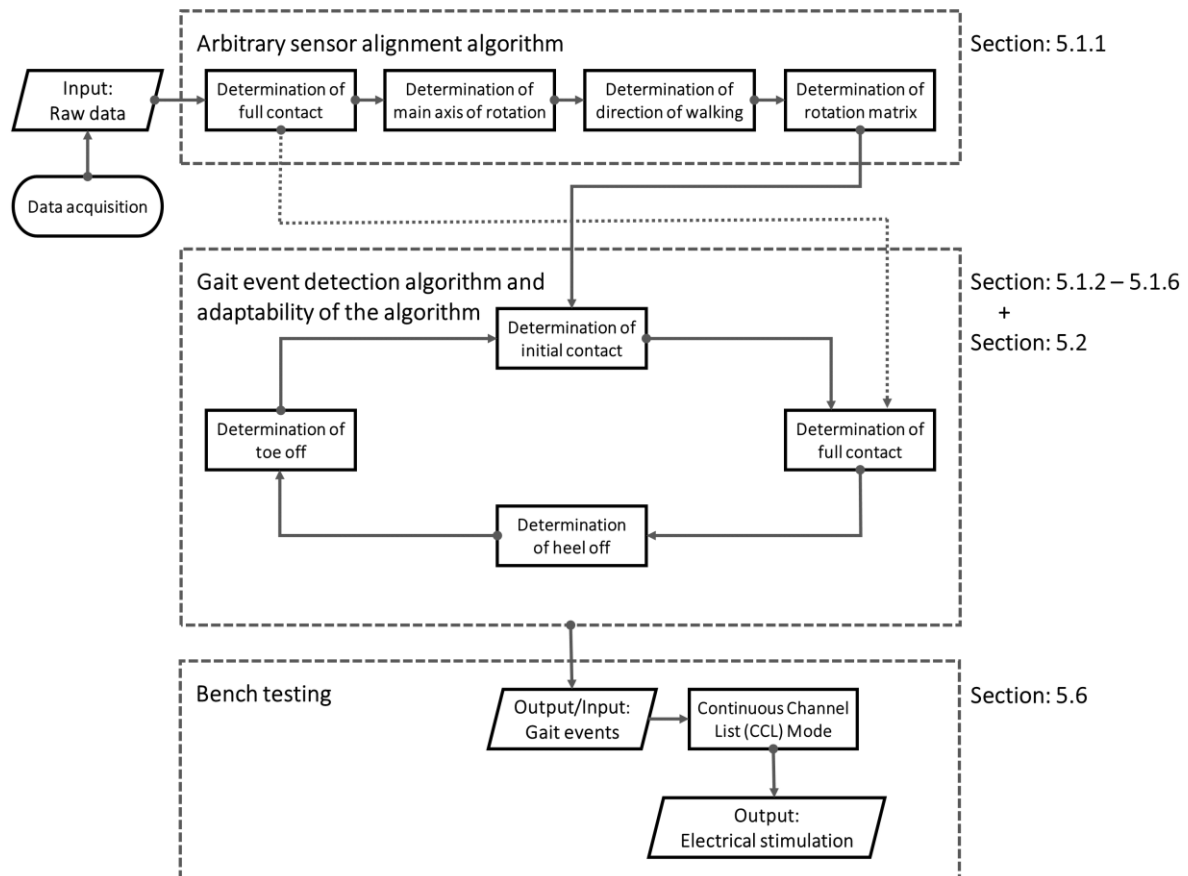 Arbitrary sensor alignment algorithm
Section: 5.1.1
Input:
Raw data
Determination of
full contact
Determination of
main axis of rotation
Determination of
direction of walking
Determination of
rotation matrix
Data acquisition
Gait event detection algorithm and
adaptability of the algorithm
Section: 5.1.2 – 5.1.6
+
Section: 5.2
Determination of
initial contact
Determination of
toe off
Determination of
full contact
Determination
of heel off
Bench testing
Section: 5.6
Output/Input:
Gait events
Continuous Channel
List (CCL) Mode
Output:
Electrical stimulation